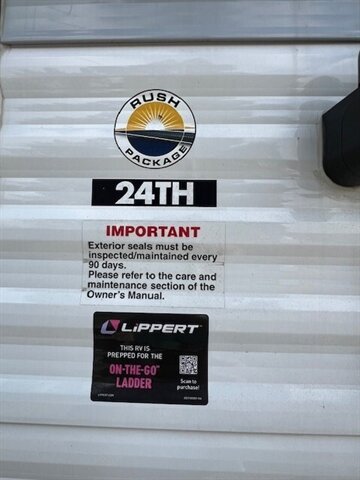 RUSH
PACKAGE
24TH
IMPORTANT
Exterior seals must be
inspected/maintained every
90 days.
Please refer to the care and
maintenance section of the
Owner's Manual.
LiPPERT
THIS RV IS
PREPPED FOR THE
ON-THE-GO™
LADDER
Scan to
purchase!